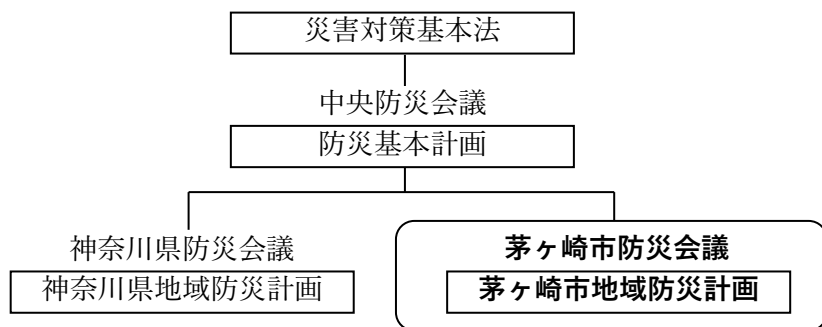 災害対策基本法
中央防災会議
防災基本計画
神奈川県防災会議
神奈川県地域防災計画
茅ヶ崎市防災会議
茅ヶ崎市地域防災計画